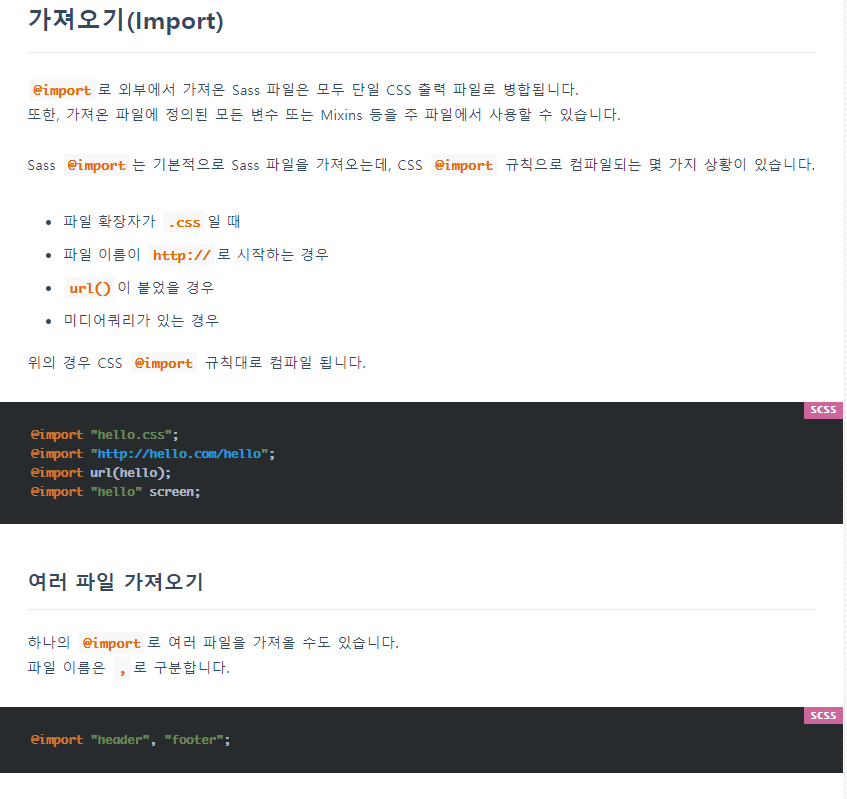 가져오기(Import)
@import 로 외부에서 가져온 Sass 파일은 모두 단일 CSS 출력 파일로 병합됩니다.
또한, 가져온 파일에 정의된 모든 변수 또는 Mixins 등을 주 파일에서 사용할 수 있습니다.
Sass @import 는 기본적으로 Sass 파일을 가져오는데, CSS @import 규칙으로 컴파일되는 몇 가지 상황이 있습니다.
• 파일 확장자가 .css 일 때
• 파일 이름이 http:// 로 시작하는 경우
• url() 이 붙었을 경우
• 미디어쿼리가 있는 경우
위의 경우 CSS @import 규칙대로 컴파일 됩니다.
SCSS
@import "hello.css";
@import "http://hello.com/hello";
@import url(hello);
@import "hello" screen;
여러 파일 가져오기
하나의 @import 로 여러 파일을 가져올 수도 있습니다.
파일 이름은 , 로 구분합니다.
SCSS
@import "header", "footer";